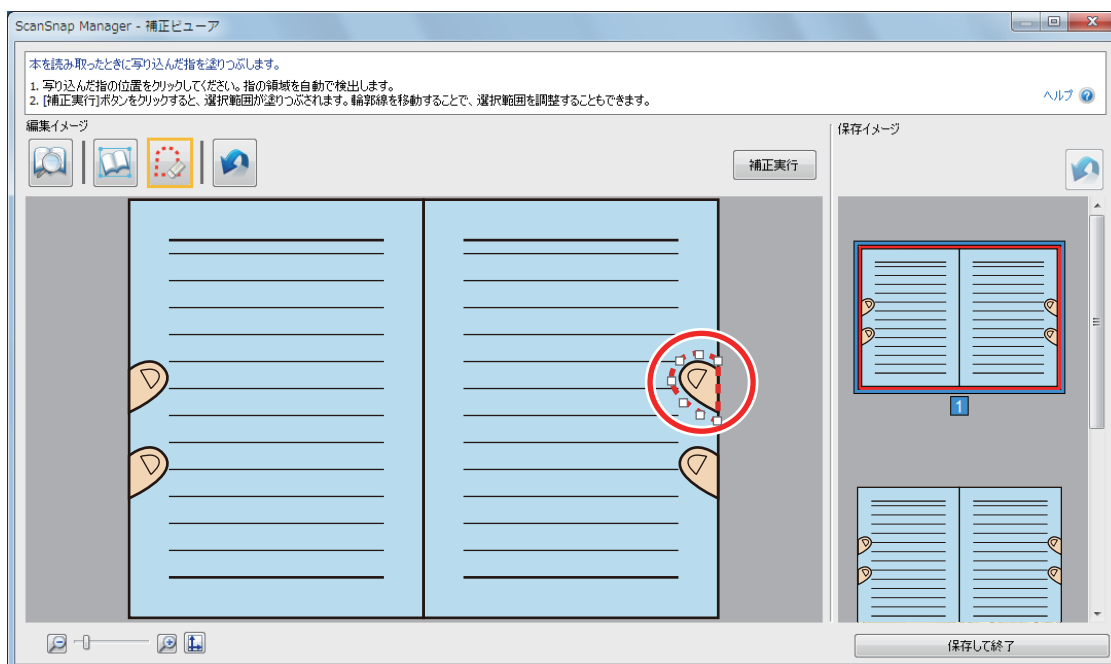 ScanSnap Manager - 補正ビューア
本を読み取ったときに写り込んだ指を塗りつぶします。
1. 写り込んだ指の位置をクリックしてください。指の領域を自動で検出します。
2. [補正実行]ボタンをクリックすると、選択範囲が塗りつぶされます。輪郭線を移動することで、選択範囲を調整することもできます。
ヘルプ
編集イメージ
保存イメージ
補正実行
1
保存して終了